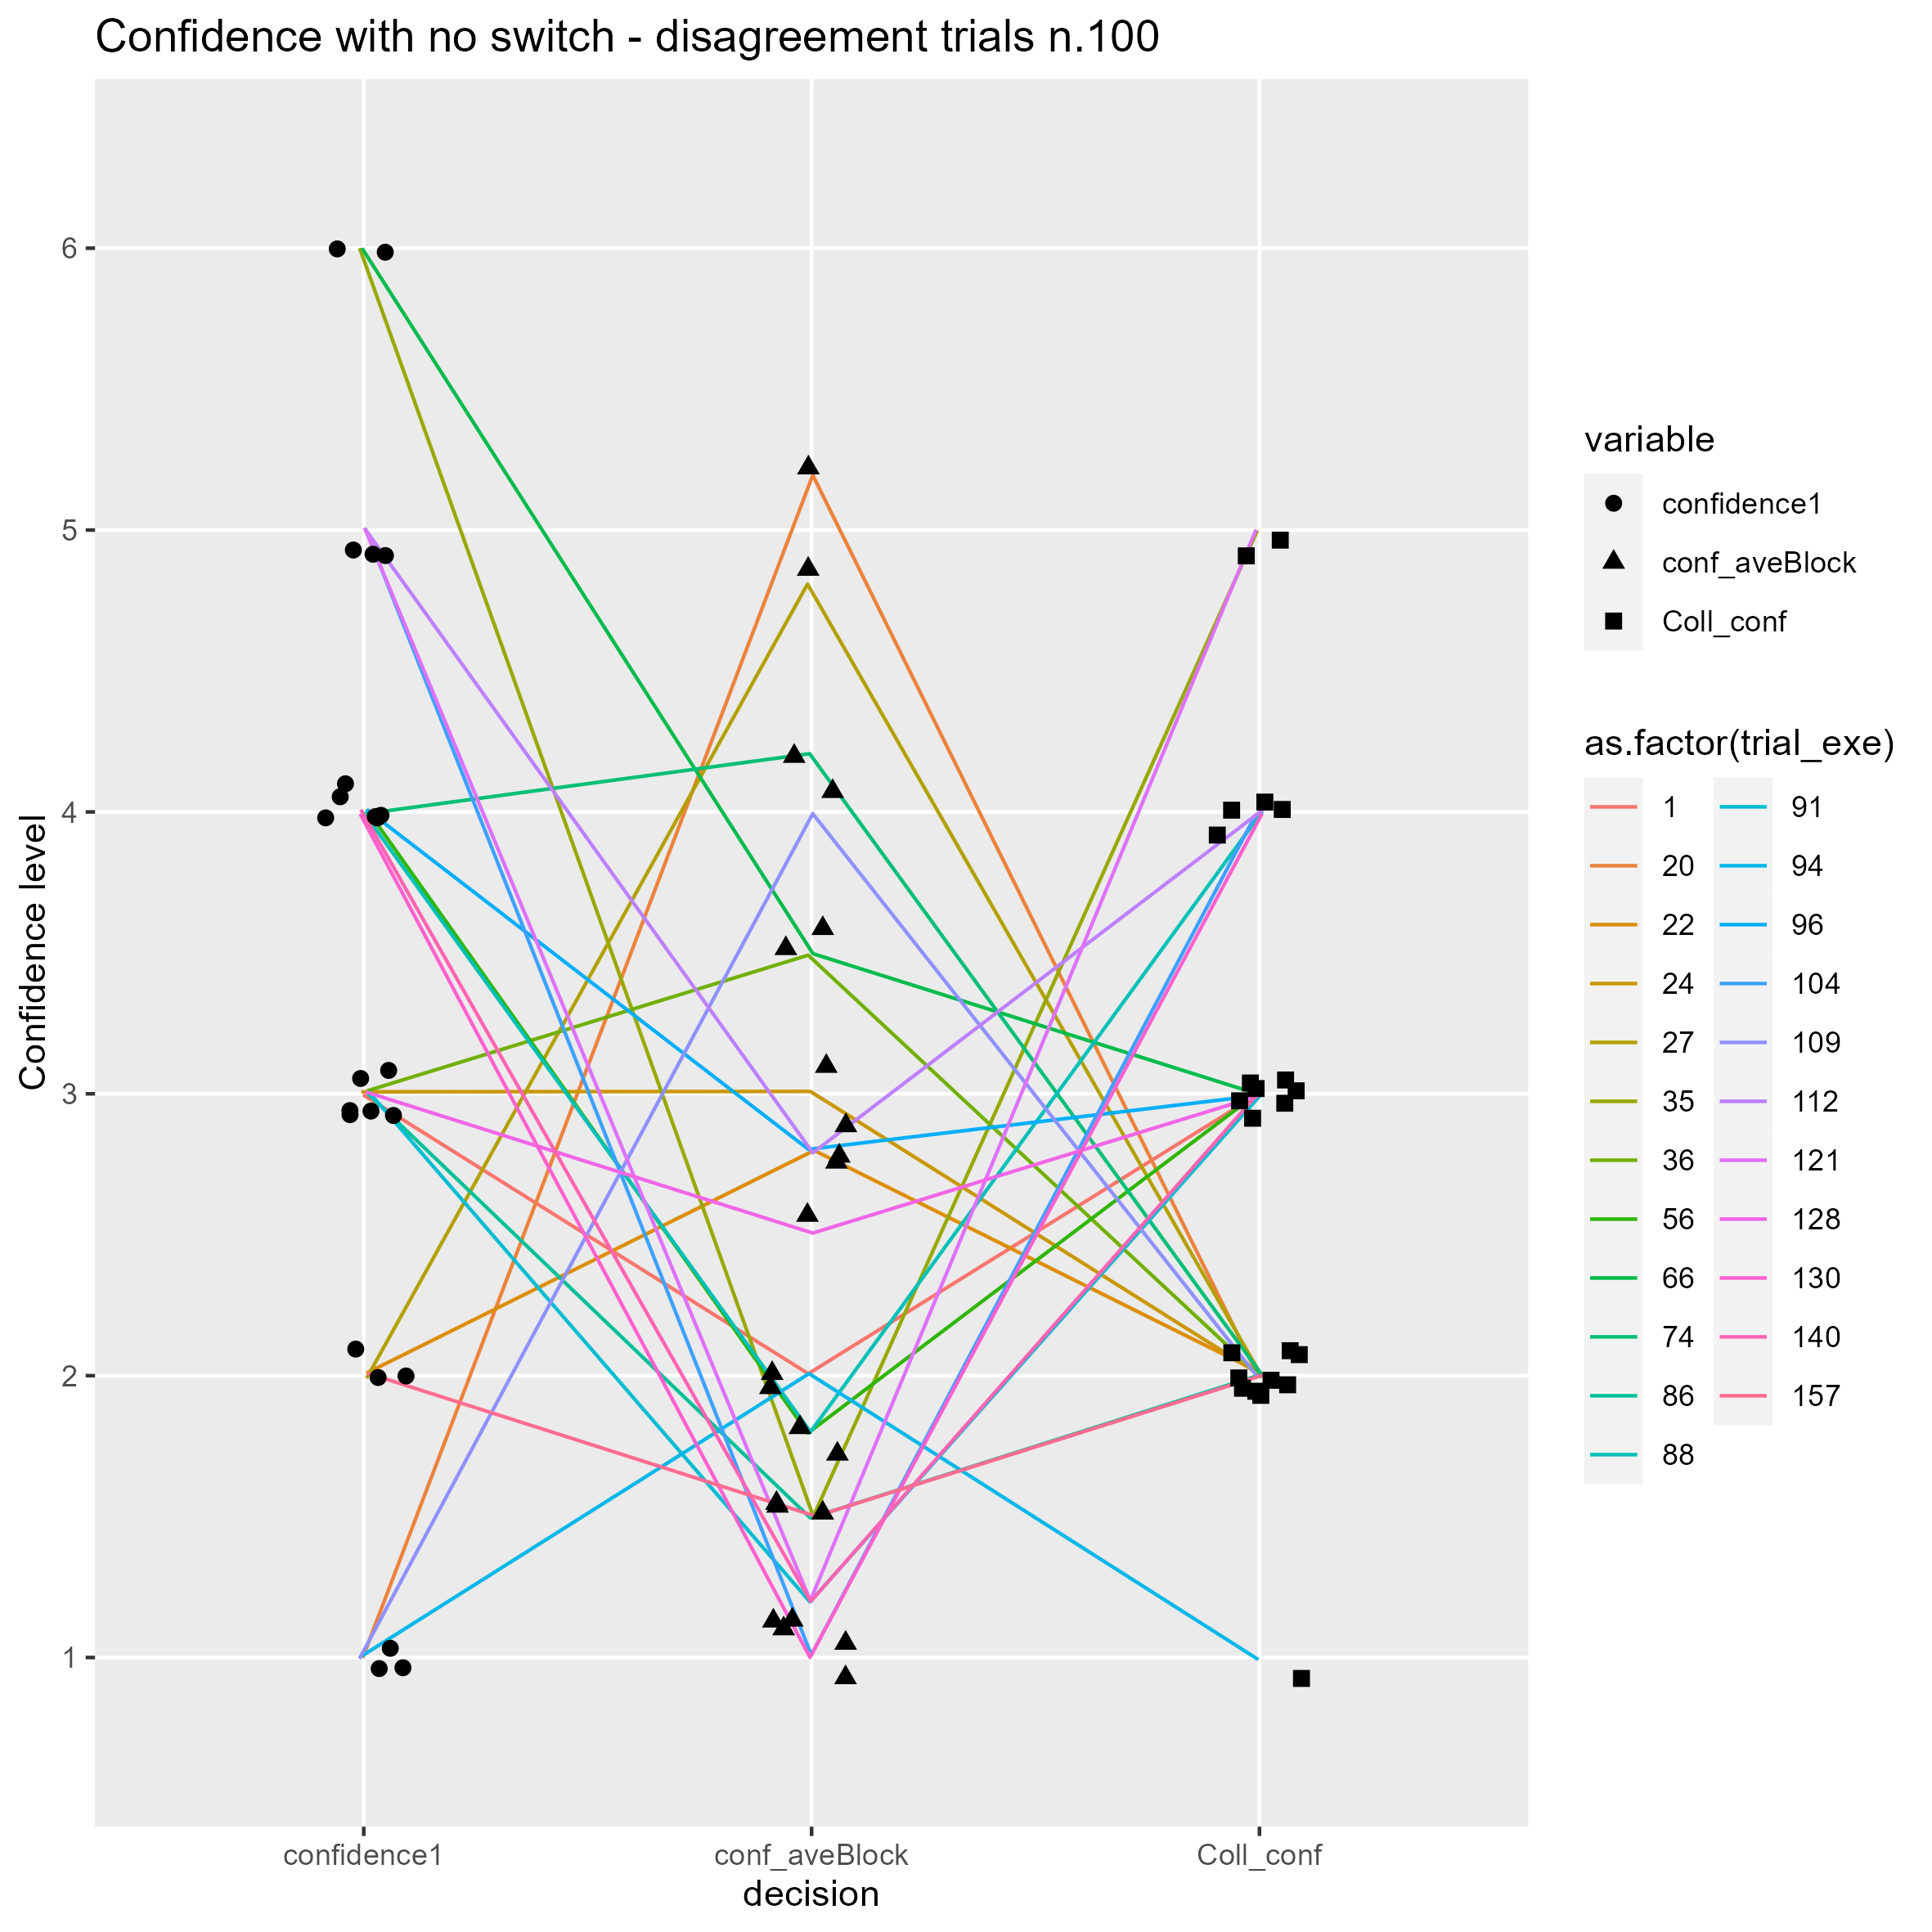 Confidence with no switch - disagreement trials n.100
Confidence level
6
5
4
3
2
1
confidence1
conf_aveBlock
Coll_conf
decision
variable
confidence1
conf_aveBlock
Coll_conf
as.factor(trial_exe)
1
20
22
24
27
35
36
56
66
74
86
88
91
94
96
104
109
112
121
128
130
140
157